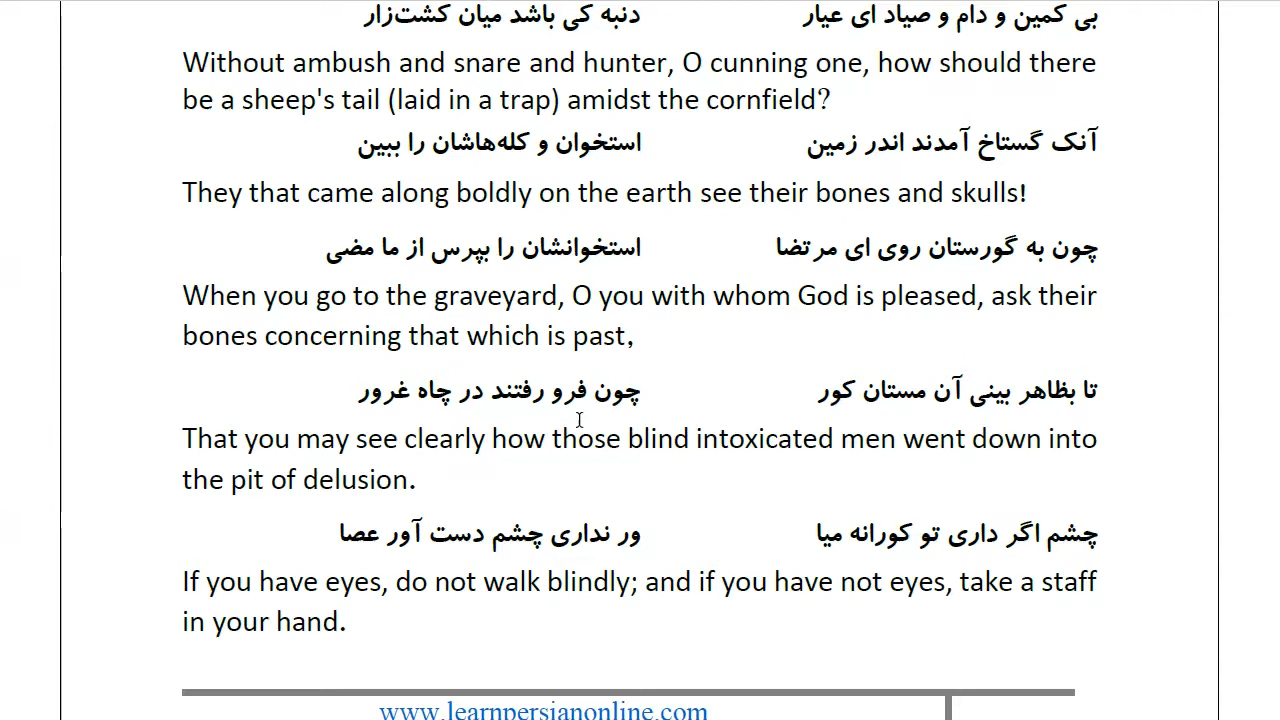 بی کمین و دام و صیاد ای عیار دنبه کی باشد میان کشت‌زار
Without ambush and snare and hunter, O cunning one, how should there
be a sheep's tail (laid in a trap) amidst the cornfield?
آنک گستاخ آمدند اندر زمین استخوان و کله‌هاشان را ببین
They that came along boldly on the earth see their bones and skulls!
چون به گورستان روی ای مرتضا استخوانشان را بپرس از ما مضی
When you go to the graveyard, O you with whom God is pleased, ask their
bones concerning that which is past,
تا بظاهر بینی آن مستان کور چون فرو رفتند در چاه غرور
That you may see clearly how those blind intoxicated men went down into
the pit of delusion.
چشم اگر داری تو کورانه میا ور نداری چشم دست آور عصا
If you have eyes, do not walk blindly; and if you have not eyes, take a staff
in your hand.
www.learnpersianonline.com